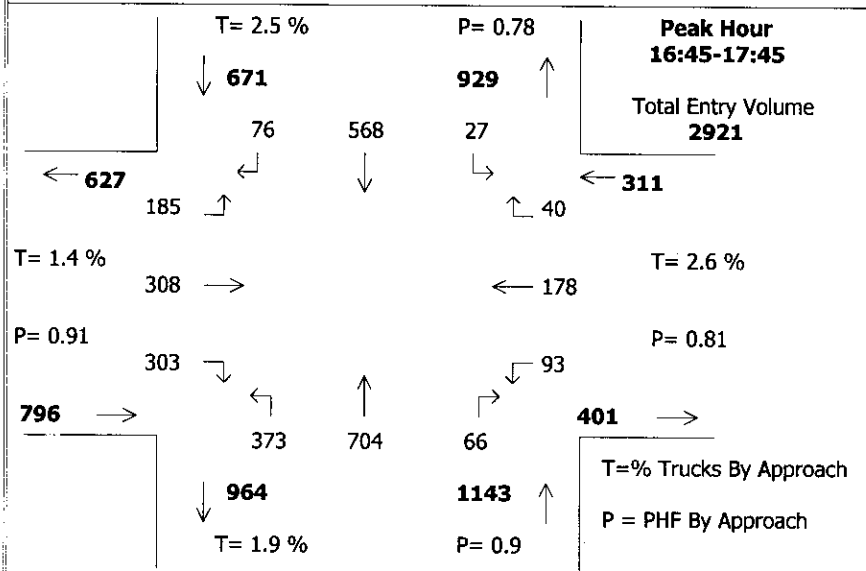 T= 2.5 % P= 0.78 Peak Hour
16:45-17:45
671 929
Total Entry Volume
76 568 27 2921
627 311
185 40
T= 1.4 % T= 2.6 %
308 178
P= 0.91 P= 0.81
303 93
796 401
373 704 66
T=% Trucks By Approach
964 1143
P = PHF By Approach
T= 1.9 % P= 0.9